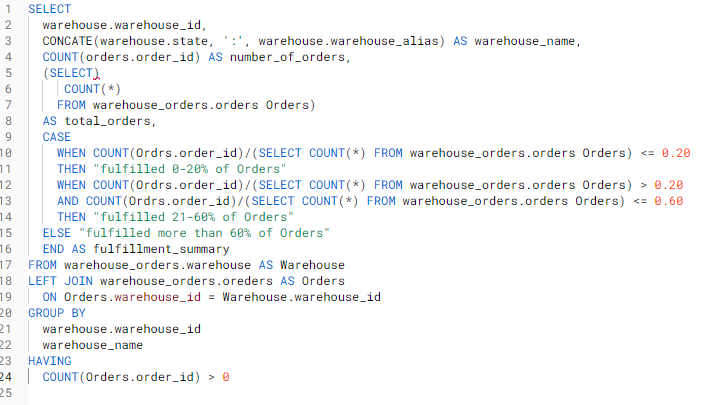 1 SELECT
2 warehouse.warehouse_id,
3 CONCATE(warehouse.state, ':', warehouse.warehouse_alias) AS warehouse_name,
4 COUNT(orders.order_id) AS number_of_orders,
5 (SELECT)
6 COUNT(*)
7 FROM warehouse_orders.orders Orders)
8 AS total_orders,
9 CASE
10 WHEN COUNT(Ordrs.order_id)/(SELECT COUNT(*) FROM warehouse_orders.orders Orders) <= 0.20
11 THEN "fulfilled 0-20% of Orders"
12 WHEN COUNT(Ordrs.order_id)/(SELECT COUNT(*) FROM warehouse_orders.orders Orders) > 0.20
13 AND COUNT(Ordrs.order_id)/(SELECT COUNT(*) FROM warehouse_orders.orders Orders) <= 0.60
14 THEN "fulfilled 21-60% of Orders"
15 ELSE "fulfilled more than 60% of Orders"
16 END AS fulfillment_summary
17 FROM warehouse_orders.warehouse AS Warehouse
18 LEFT JOIN warehouse_orders.oreders AS Orders
19 ON Orders.warehouse_id = Warehouse.warehouse_id
20 GROUP BY
21 warehouse.warehouse_id
22 warehouse_name
23 HAVING
24 COUNT(Orders.order_id) > 0
25